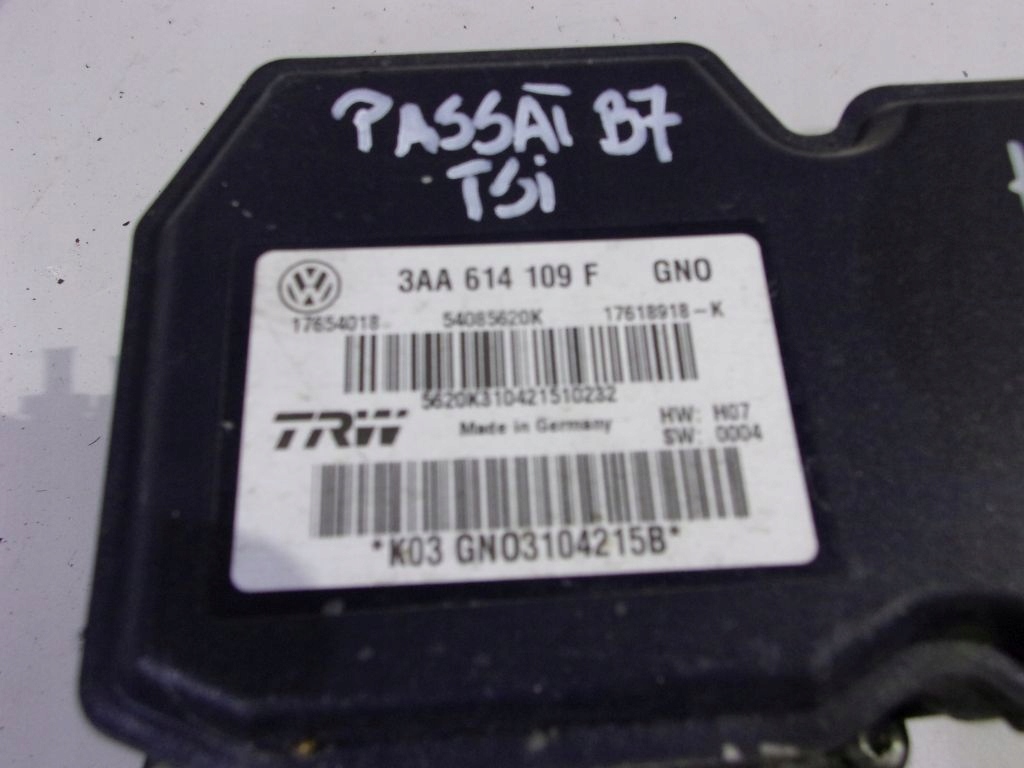 PASSAT B7
TSi
3AA 614 109 F GNO
17654018 54085620K 17618918-K
5620K310421510232
TRW Made in Germany HW: H07
SW: 0004
*K03 GNO3104215B*